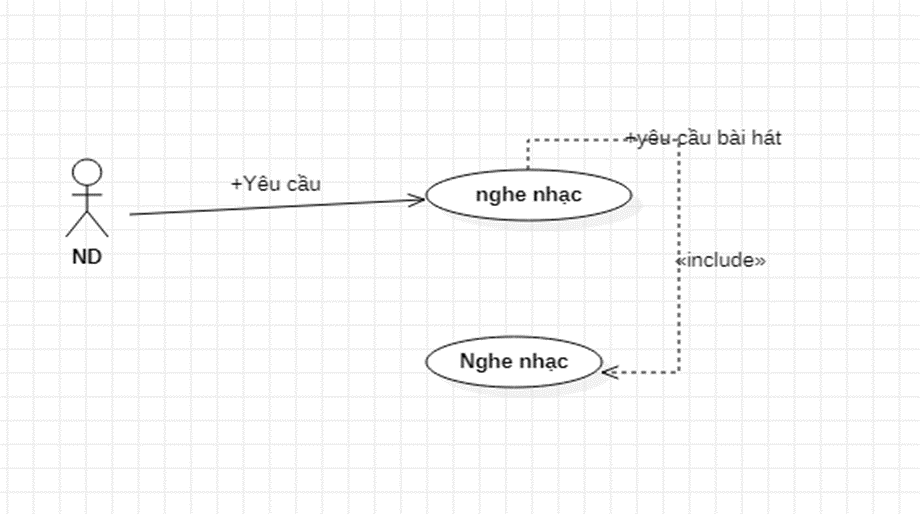 +yêu cầu bài hát
+Yêu cầu
nghe nhạc
ND
«include»
Nghe nhạc